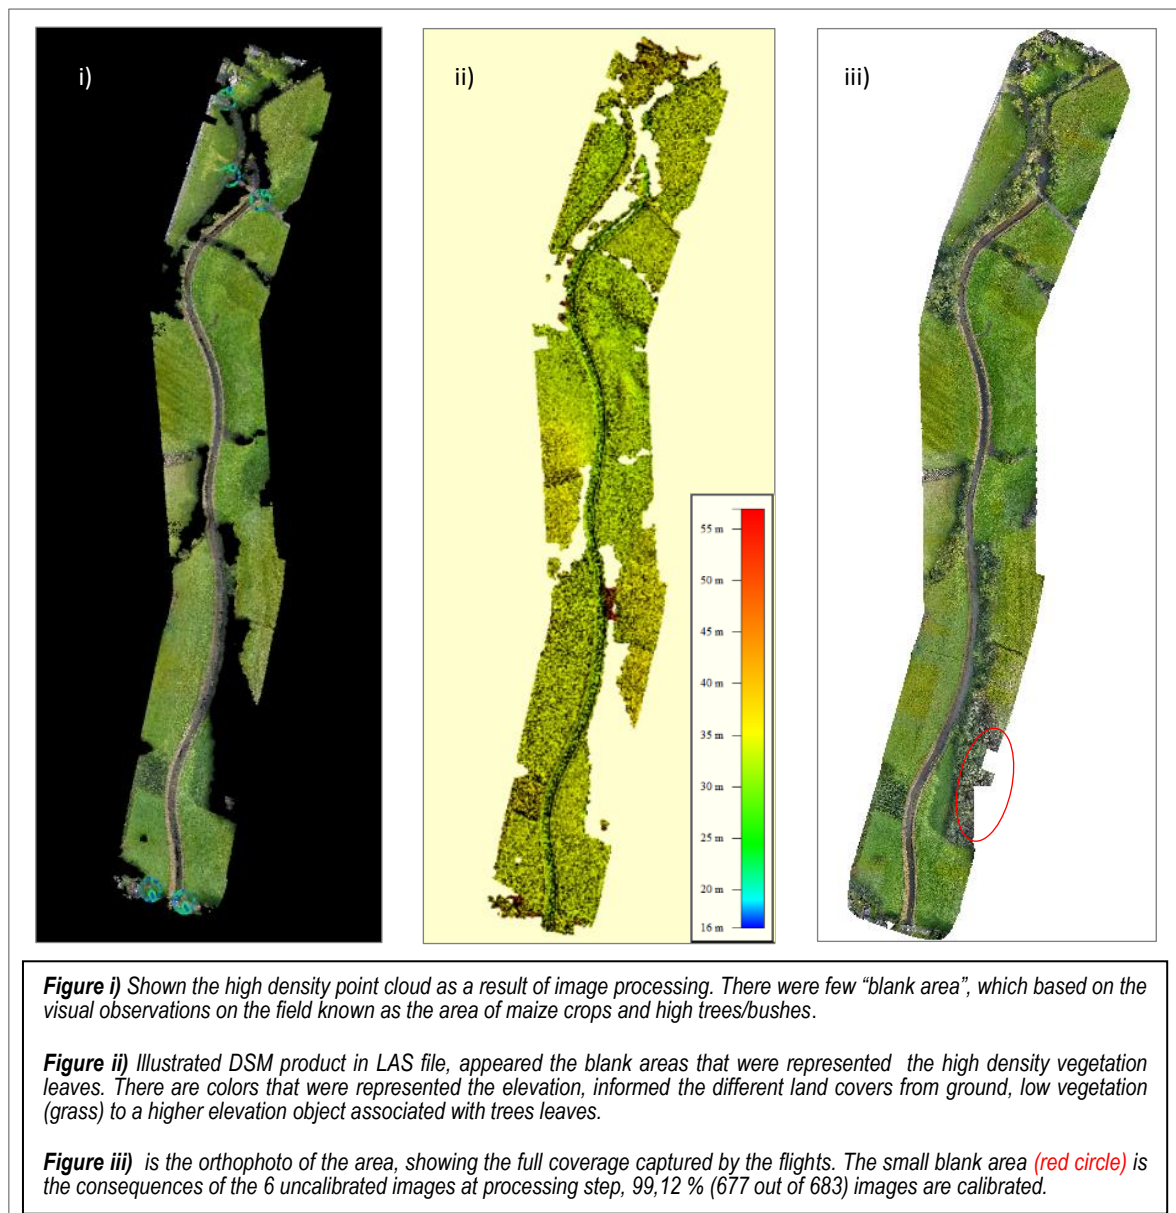 i)
ii)
iii)
55 m
50 m
45 m
40 m
35 m
30 m
25 m
20 m
16 m
Figure i) Shown the high density point cloud as a result of image processing. There were few “blank area”, which based on the
visual observations on the field known as the area of maize crops and high trees/bushes.
Figure ii) Illustrated DSM product in LAS file, appeared the blank areas that were represented the high density vegetation
leaves. There are colors that were represented the elevation, informed the different land covers from ground, low vegetation
(grass) to a higher elevation object associated with trees leaves.
Figure iii) is the orthophoto of the area, showing the full coverage captured by the flights. The small blank area (red circle) is
the consequences of the 6 uncalibrated images at processing step, 99,12 % (677 out of 683) images are calibrated.